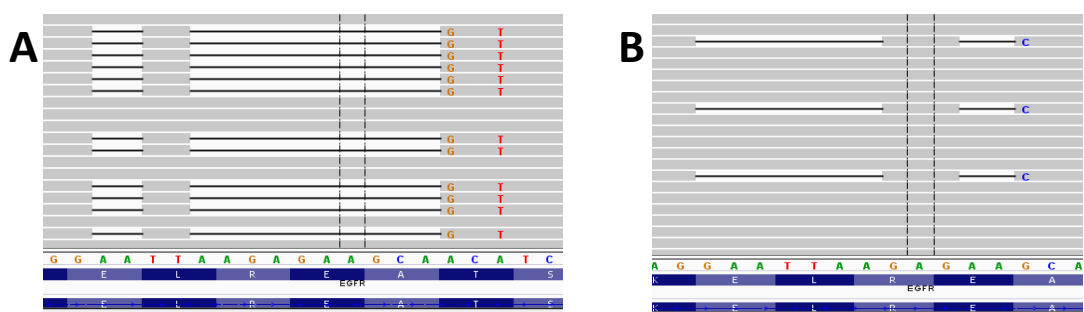 A
G T
G T
G T
G T
G T
G T
G T
G T
G T
G T
G T
G T
G G A A T T A A G A G A A G C A A C A T C
E L R E A T S
EGFR
E L R E A T S
B
C
C
C
A G G A A T T A A G A G A A G C A
K E L R E A
EGFR
K E L R E A